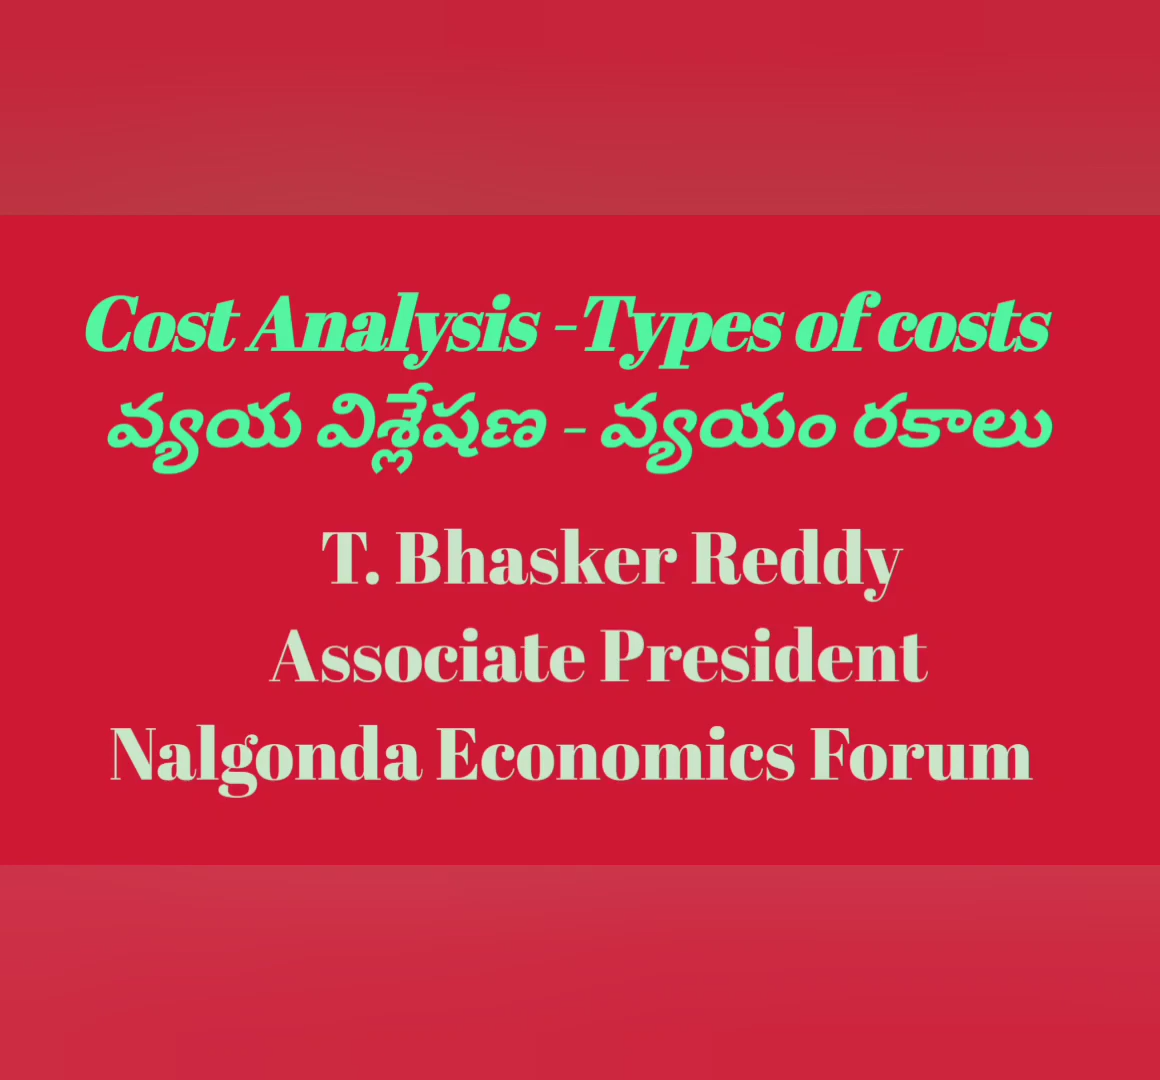 Cost Analysis -Types of costs
వ్యయ విశ్లేషణ - వ్యయం రకాలు
T. Bhasker Reddy
Associate President
Nalgonda Economics Forum